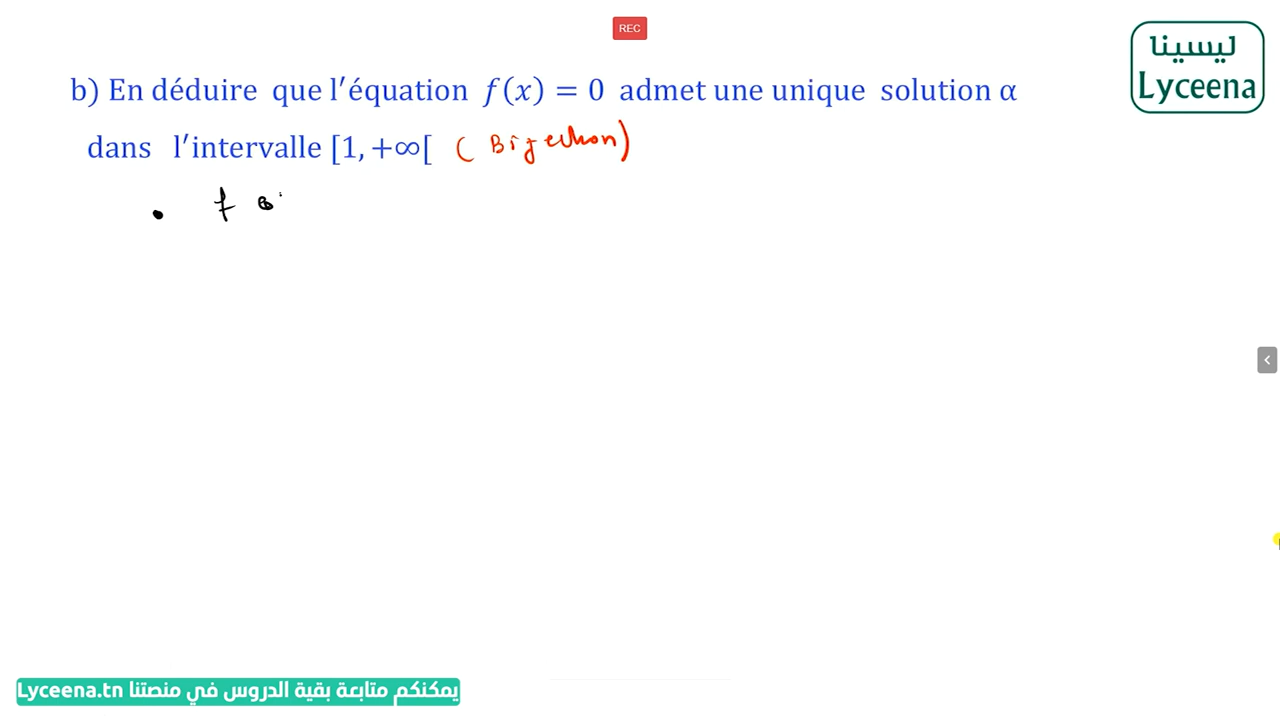 REC
ليسينا
Lyceena
b) En déduire que l'équation f(x) = 0 admet une unique solution α
dans l'intervalle [1, +∞[ (Bijection)
• f
<
يمكنكم متابعة بقية الدروس في منصتنا Lyceena.tn